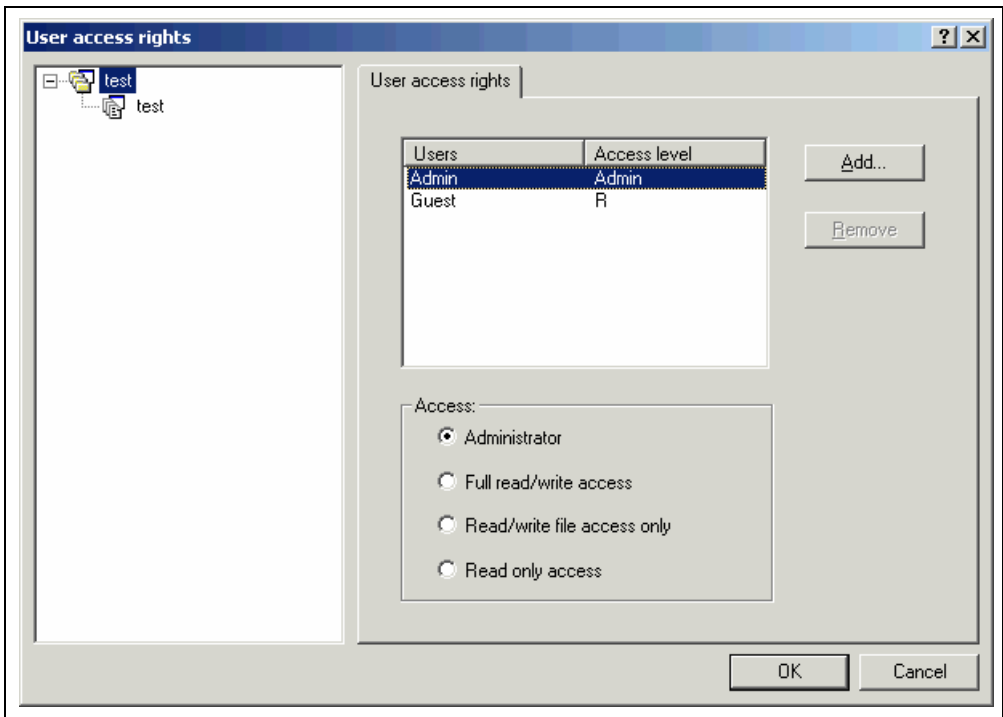 User access rights
test
test
User access rights
Users Access level
Admin Admin
Guest R
Add...
Remove
Access:
Administrator
Full read/write access
Read/write file access only
Read only access
OK Cancel